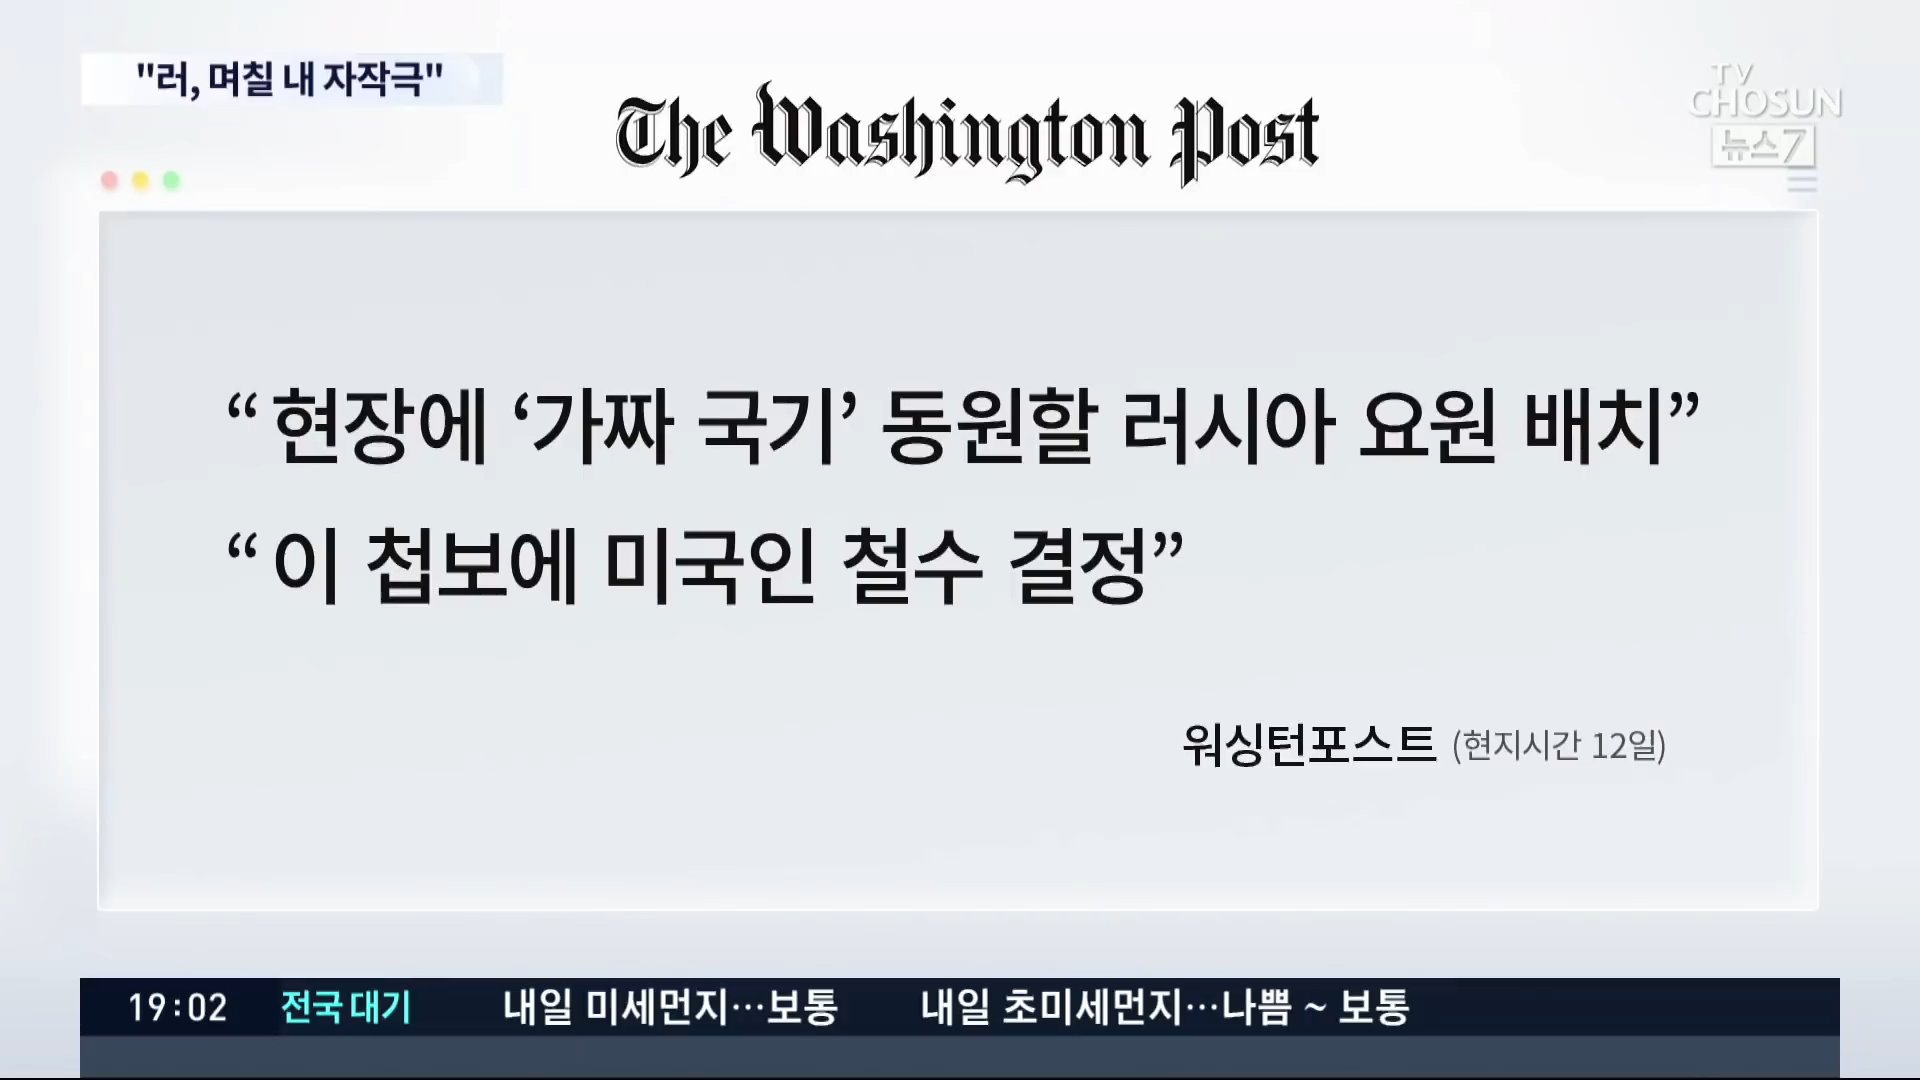 "러, 며칠 내 자작극"
The Washington Post
TV
CHOSUN
뉴스7
“현장에 ‘가짜 국기’ 동원할 러시아 요원 배치”
“이 첩보에 미국인 철수 결정”
워싱턴포스트 (현지시간 12일)
19:02 전국 대기 내일 미세먼지…보통 내일 초미세먼지…나쁨 ~ 보통